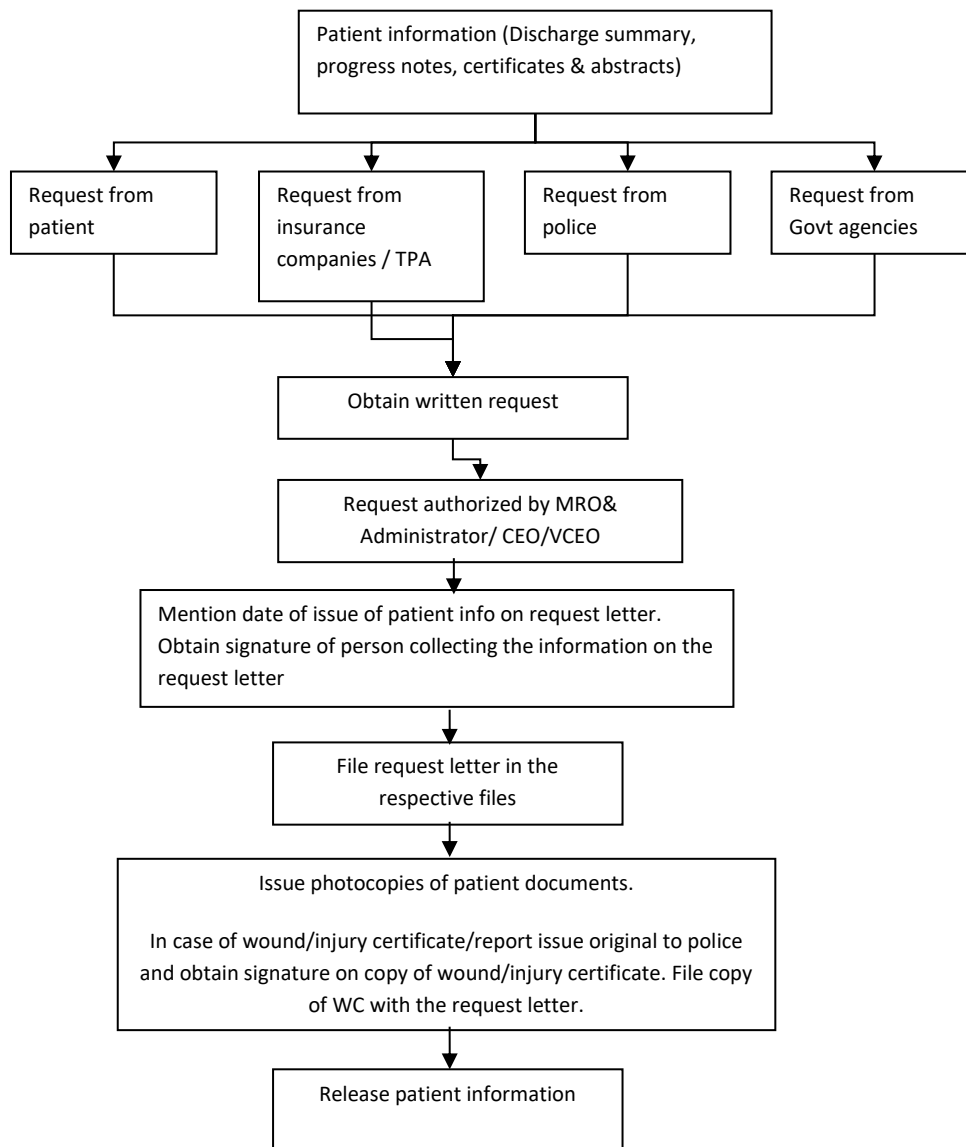 Patient information (Discharge summary,
progress notes, certificates & abstracts)
Request from
patient
Request from
insurance
companies / TPA
Request from
police
Request from
Govt agencies
Obtain written request
Request authorized by MRO&
Administrator/ CEO/VCEO
Mention date of issue of patient info on request letter.
Obtain signature of person collecting the information on the
request letter
File request letter in the
respective files
Issue photocopies of patient documents.
In case of wound/injury certificate/report issue original to police
and obtain signature on copy of wound/injury certificate. File copy
of WC with the request letter.
Release patient information